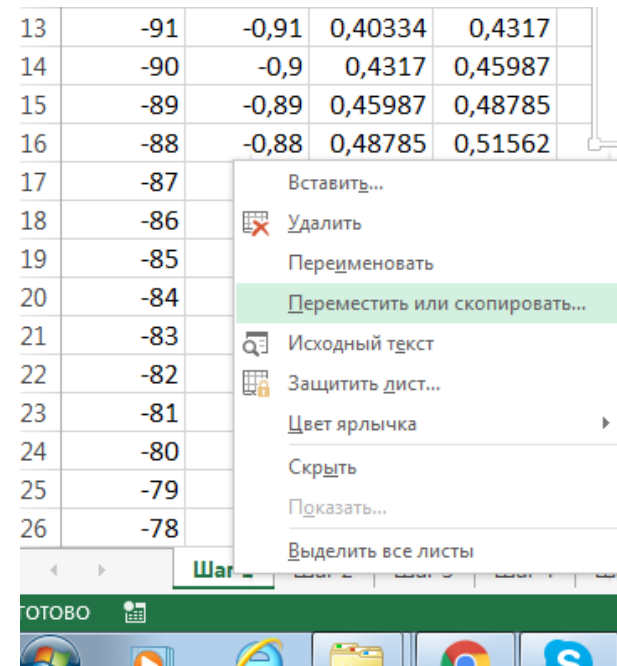 13 -91 -0,91 0,40334 0,4317
14 -90 -0,9 0,4317 0,45987
15 -89 -0,89 0,45987 0,48785
16 -88 -0,88 0,48785 0,51562
17 -87
Вставить...
18 -86
Удалить
19 -85
Переименовать
20 -84
Переместить или скопировать...
21 -83
Исходный текст
22 -82
Защитить лист...
23 -81
Цвет ярлычка
24 -80
Скрыть
25 -79
Показать...
26 -78
Выделить все листы
Шаг
ГОТОВО